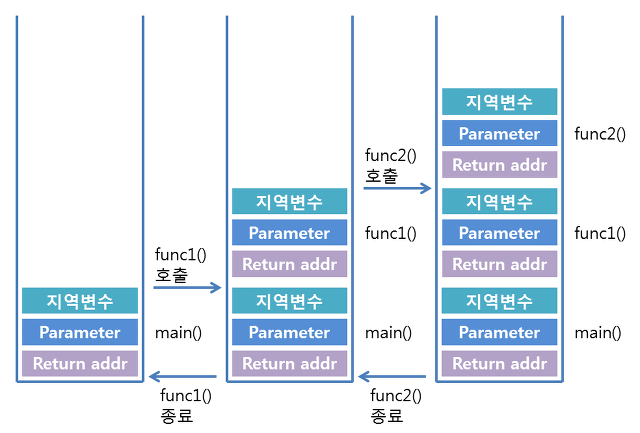 지역변수
Parameter
Return addr
main()
func1()
호출
지역변수
Parameter
Return addr
func1()
지역변수
Parameter
Return addr
main()
func2()
호출
지역변수
Parameter
Return addr
func2()
지역변수
Parameter
Return addr
func1()
지역변수
Parameter
Return addr
main()
func1()
종료
func2()
종료